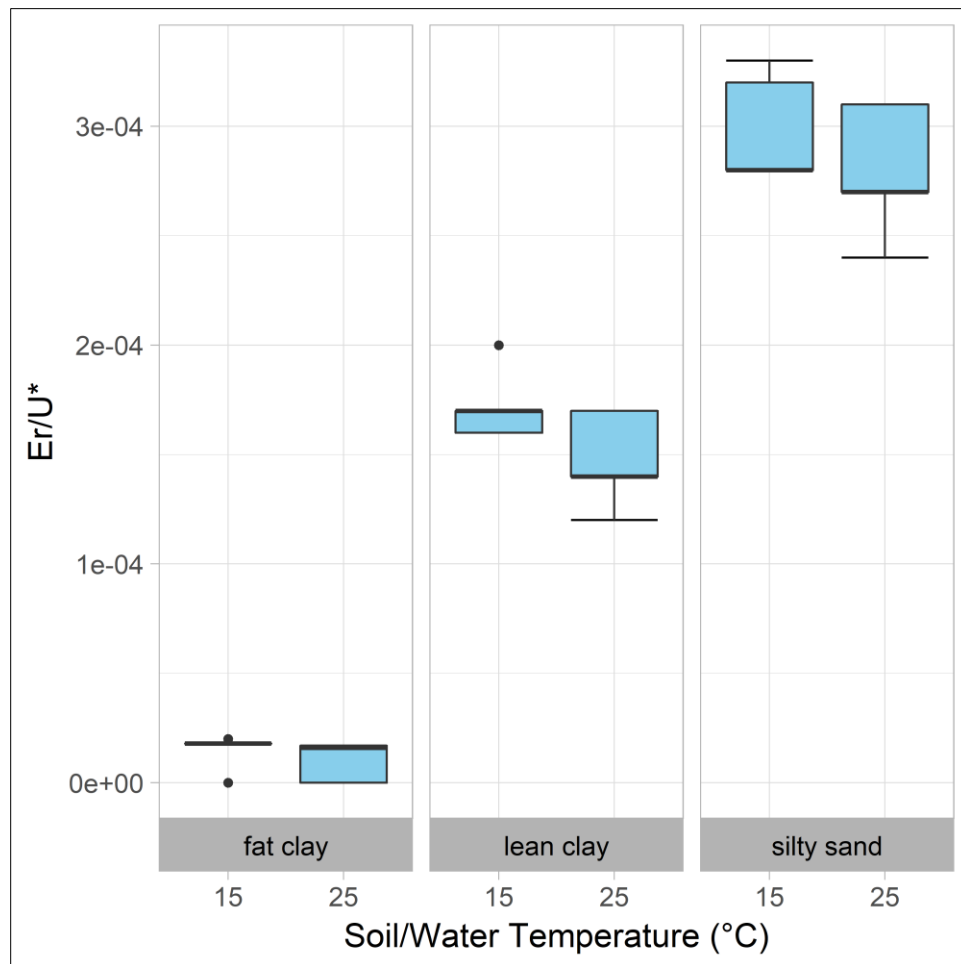 3e-04
2e-04
1e-04
0e+00
Er/U*
fat clay
lean clay
silty sand
15 25 15 25 15 25
Soil/Water Temperature (°C)